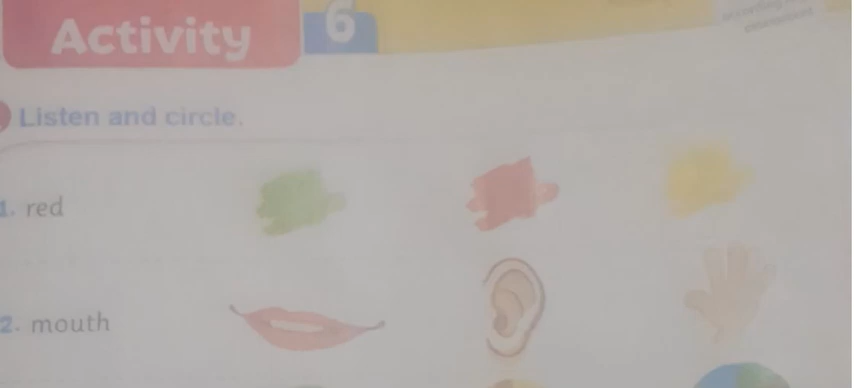 Activity 6
Listen and circle.
1. red
2. mouth